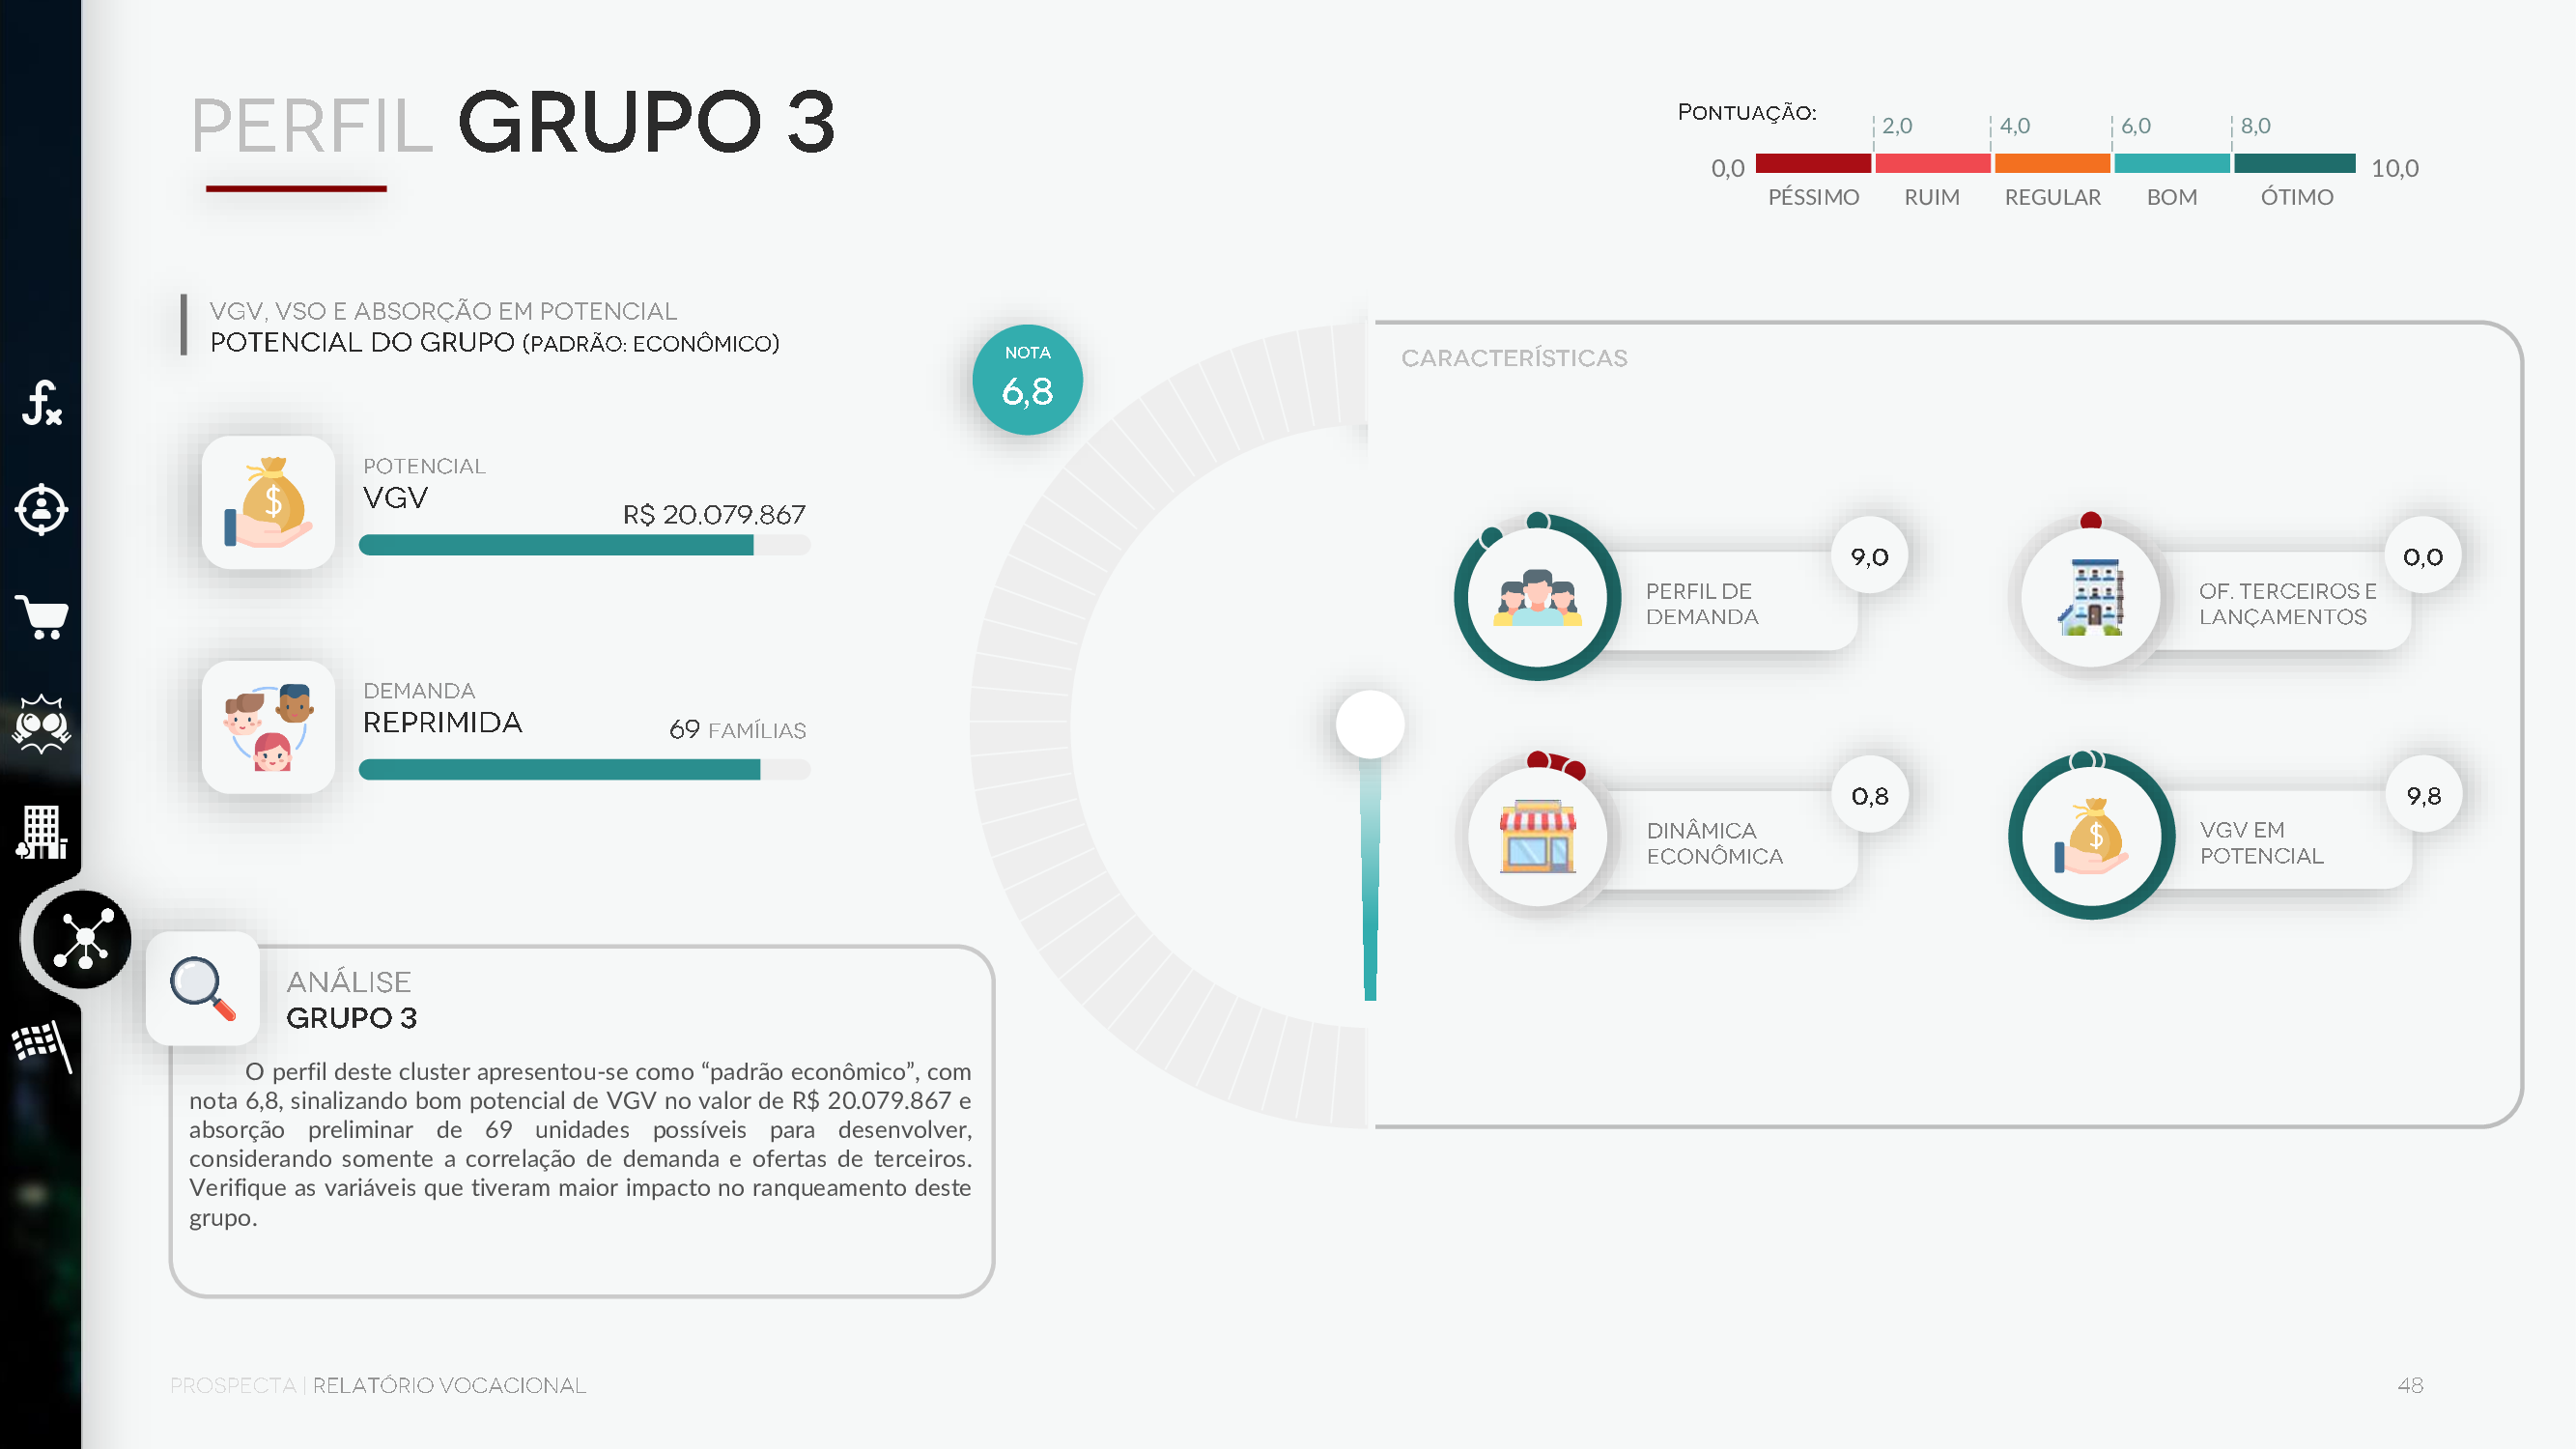 PERFIL GRUPO 3
PONTUAÇÃO:
2,0 4,0 6,0 8,0
0,0 10,0
PÉSSIMO RUIM REGULAR BOM ÓTIMO
VGV, VSO E ABSORÇÃO EM POTENCIAL
POTENCIAL DO GRUPO (PADRÃO: ECONÔMICO)
POTENCIAL
VGV
R$ 20.079.867
DEMANDA
REPRIMIDA
69 FAMÍLIAS
NOTA
6,8
CARACTERÍSTICAS
9,0
PERFIL DE
DEMANDA
0,0
OF. TERCEIROS E
LANÇAMENTOS
0,8
DINÂMICA
ECONÔMICA
9,8
VGV EM
POTENCIAL
ANÁLISE
GRUPO 3
O perfil deste cluster apresentou-se como “padrão econômico”, com
nota 6,8, sinalizando bom potencial de VGV no valor de R$ 20.079.867 e
absorção preliminar de 69 unidades possíveis para desenvolver,
considerando somente a correlação de demanda e ofertas de terceiros.
Verifique as variáveis que tiveram maior impacto no ranqueamento deste
grupo.
PROSPECTA | RELATÓRIO VOCACIONAL
48